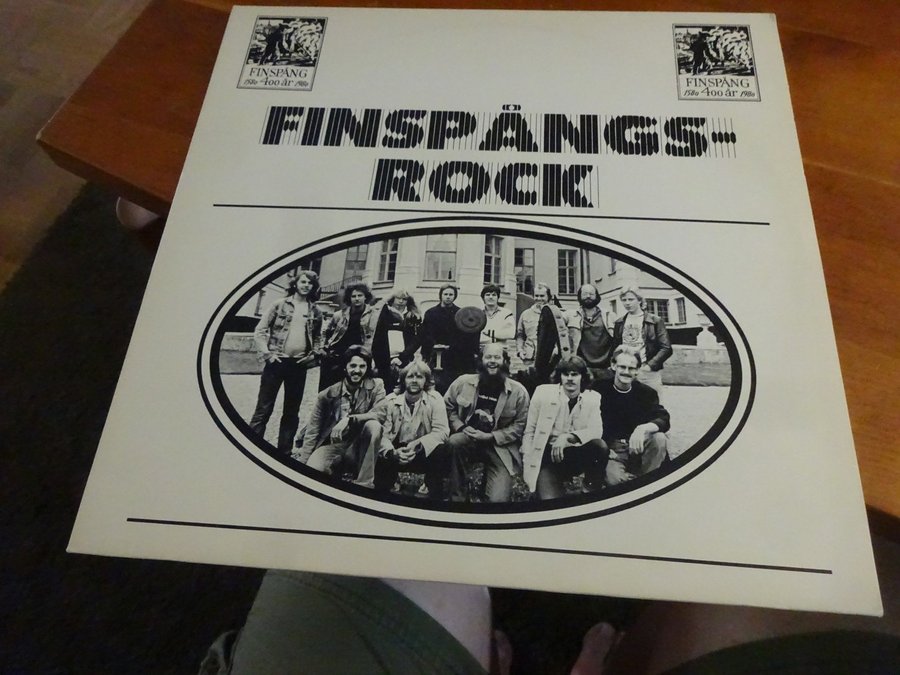 FINSPÅNG
1580 400 år 1980
FINSPÅNG
1580 400 år 1980
FINSPÅNGS-
ROCK